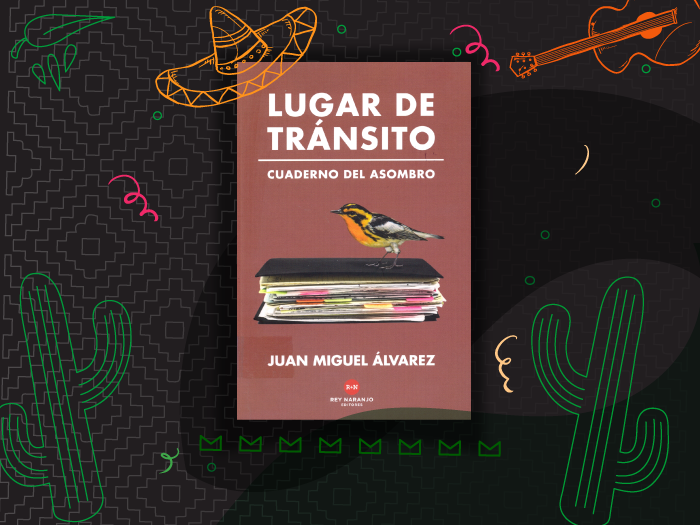 LUGAR DE
TRÁNSITO
CUADERNO DEL ASOMBRO
JUAN MIGUEL ÁLVAREZ
R+N
REY NARANJO
EDITORES